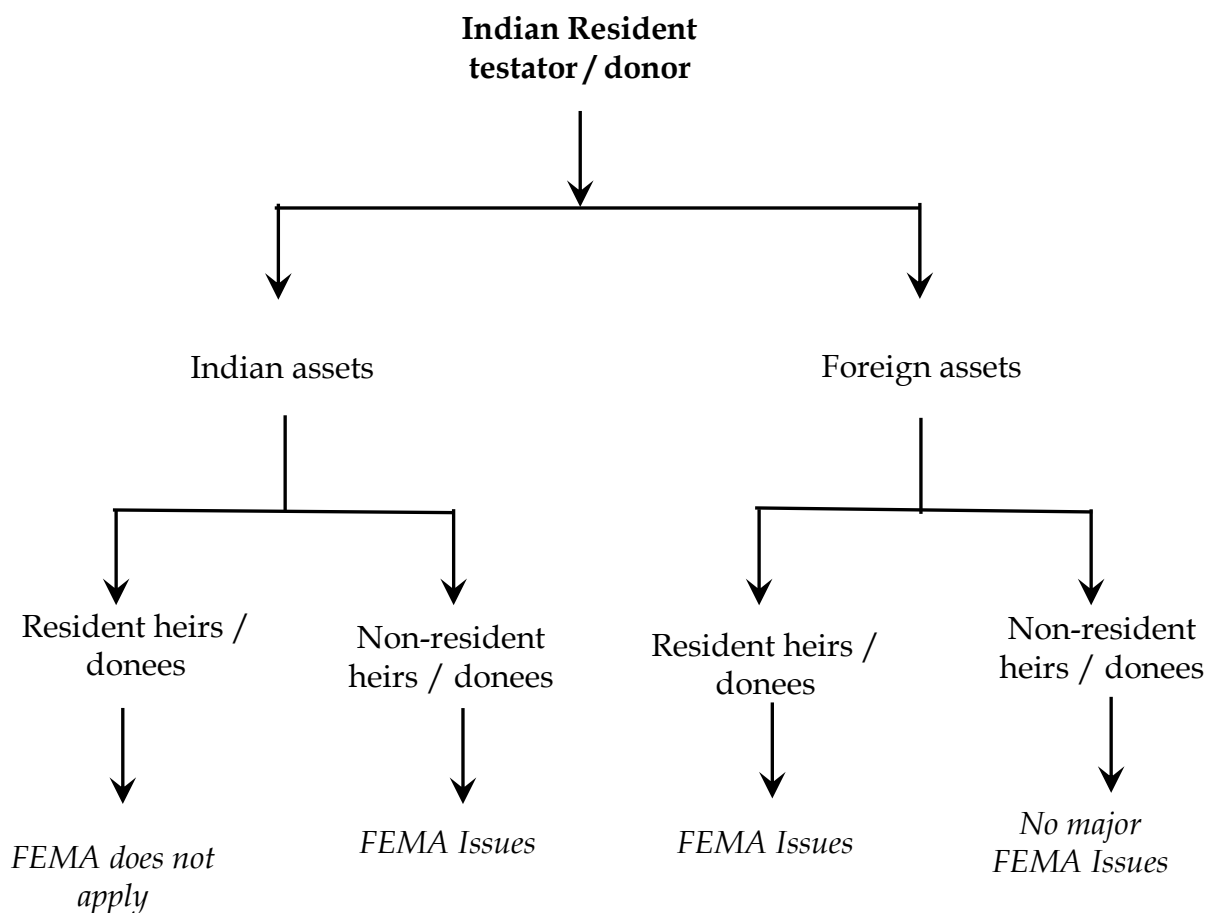 Indian Resident
testator / donor
Indian assets
Foreign assets
Resident heirs /
donees
Non-resident
heirs / donees
Resident heirs /
donees
Non-resident
heirs / donees
FEMA does not
apply
FEMA Issues
FEMA Issues
No major
FEMA Issues